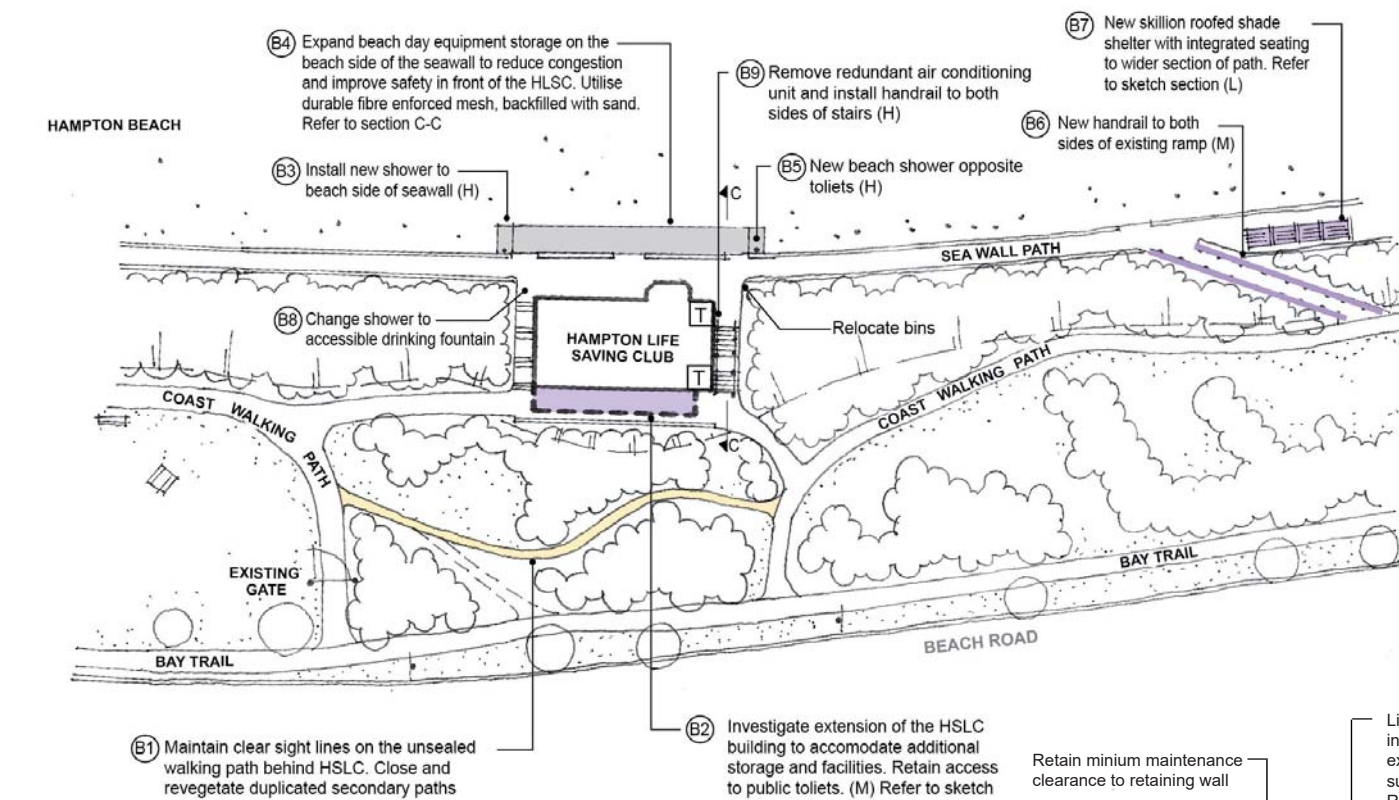 B4 Expand beach day equipment storage on the
beach side of the seawall to reduce congestion
and improve safety in front of the HLSC. Utilise
durable fibre enforced mesh, backfilled with sand.
Refer to section C-C
B9 Remove redundant air conditioning
unit and install handrail to both
sides of stairs (H)
B7 New skillion roofed shade
shelter with integrated seating
to wider section of path. Refer
to sketch section (L)
B6 New handrail to both
sides of existing ramp (M)
HAMPTON BEACH
B3 Install new shower to
beach side of seawall (H)
B5 New beach shower opposite
toliets (H)
C
SEA WALL PATH
B8 Change shower to
accessible drinking fountain
T
HAMPTON LIFE
SAVING CLUB
T
Relocate bins
COAST WALKING PATH
COAST WALKING
PATH
C
EXISTING
GATE
BAY TRAIL
BAY TRAIL
BEACH ROAD
B1 Maintain clear sight lines on the unsealed
walking path behind HSLC. Close and
revegetate duplicated secondary paths
B2 Investigate extension of the HSLC
building to accomodate additional
storage and facilities. Retain access
to public toliets. (M) Refer to sketch
Retain minium maintenance
clearance to retaining wall